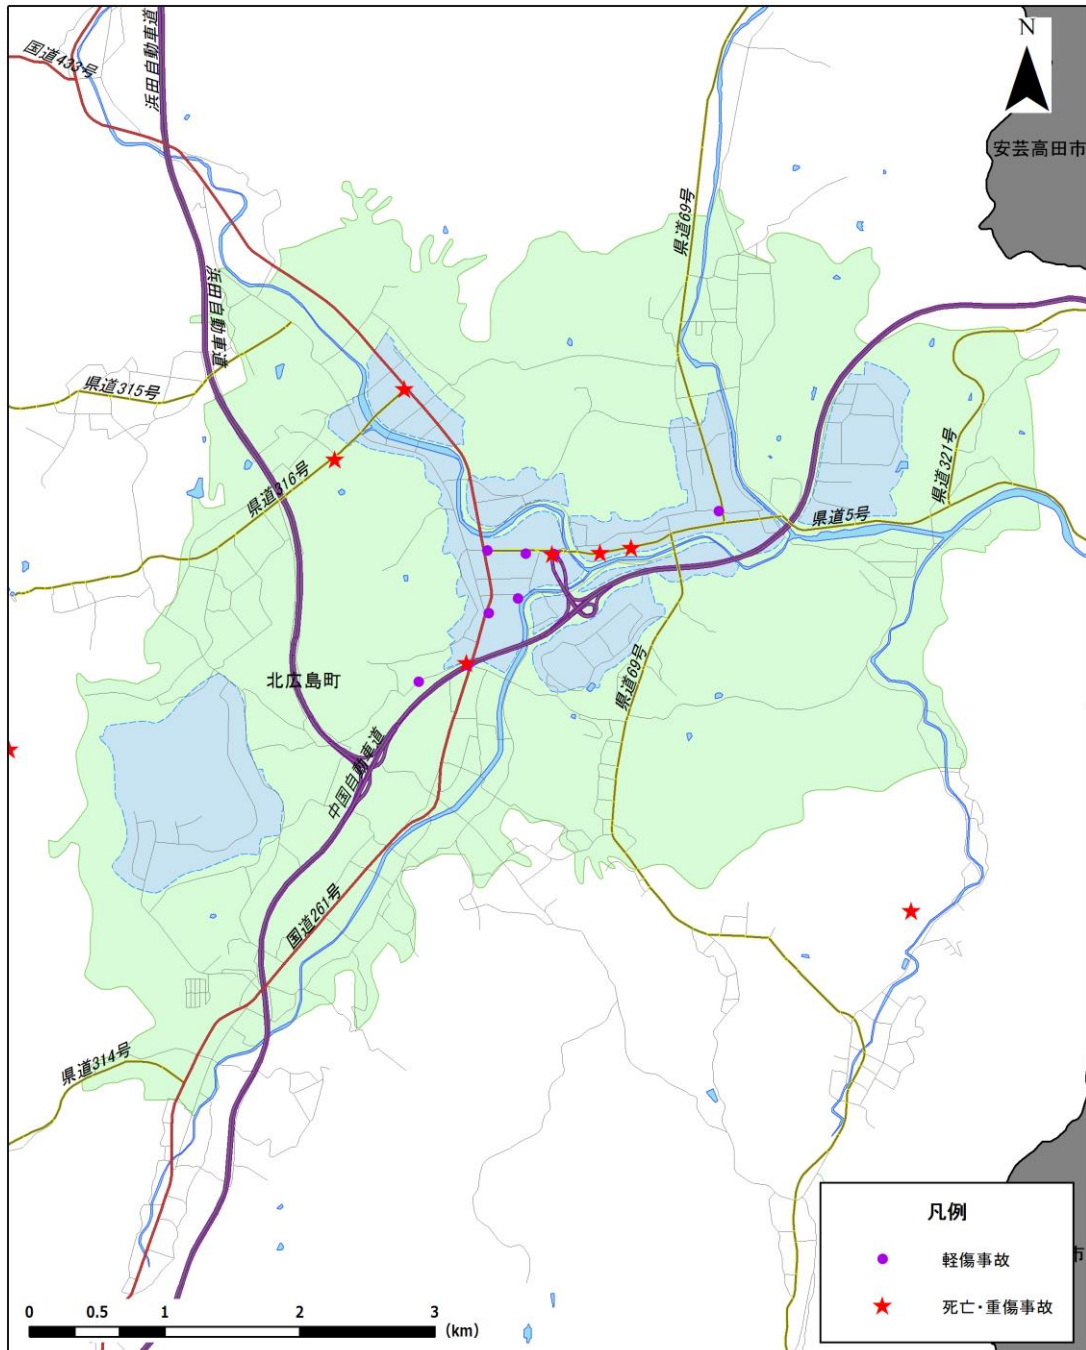 国道433号
浜田自動車道
N
安芸高田市
県道69号
浜田自動車道
県道315号
県道316号
県道321号
県道5号
北広島町
県道69号
中国自動車道
国道261号
県道314号
凡例
軽傷事故
死亡・重傷事故
市
0 0.5 1 2 3
(km)